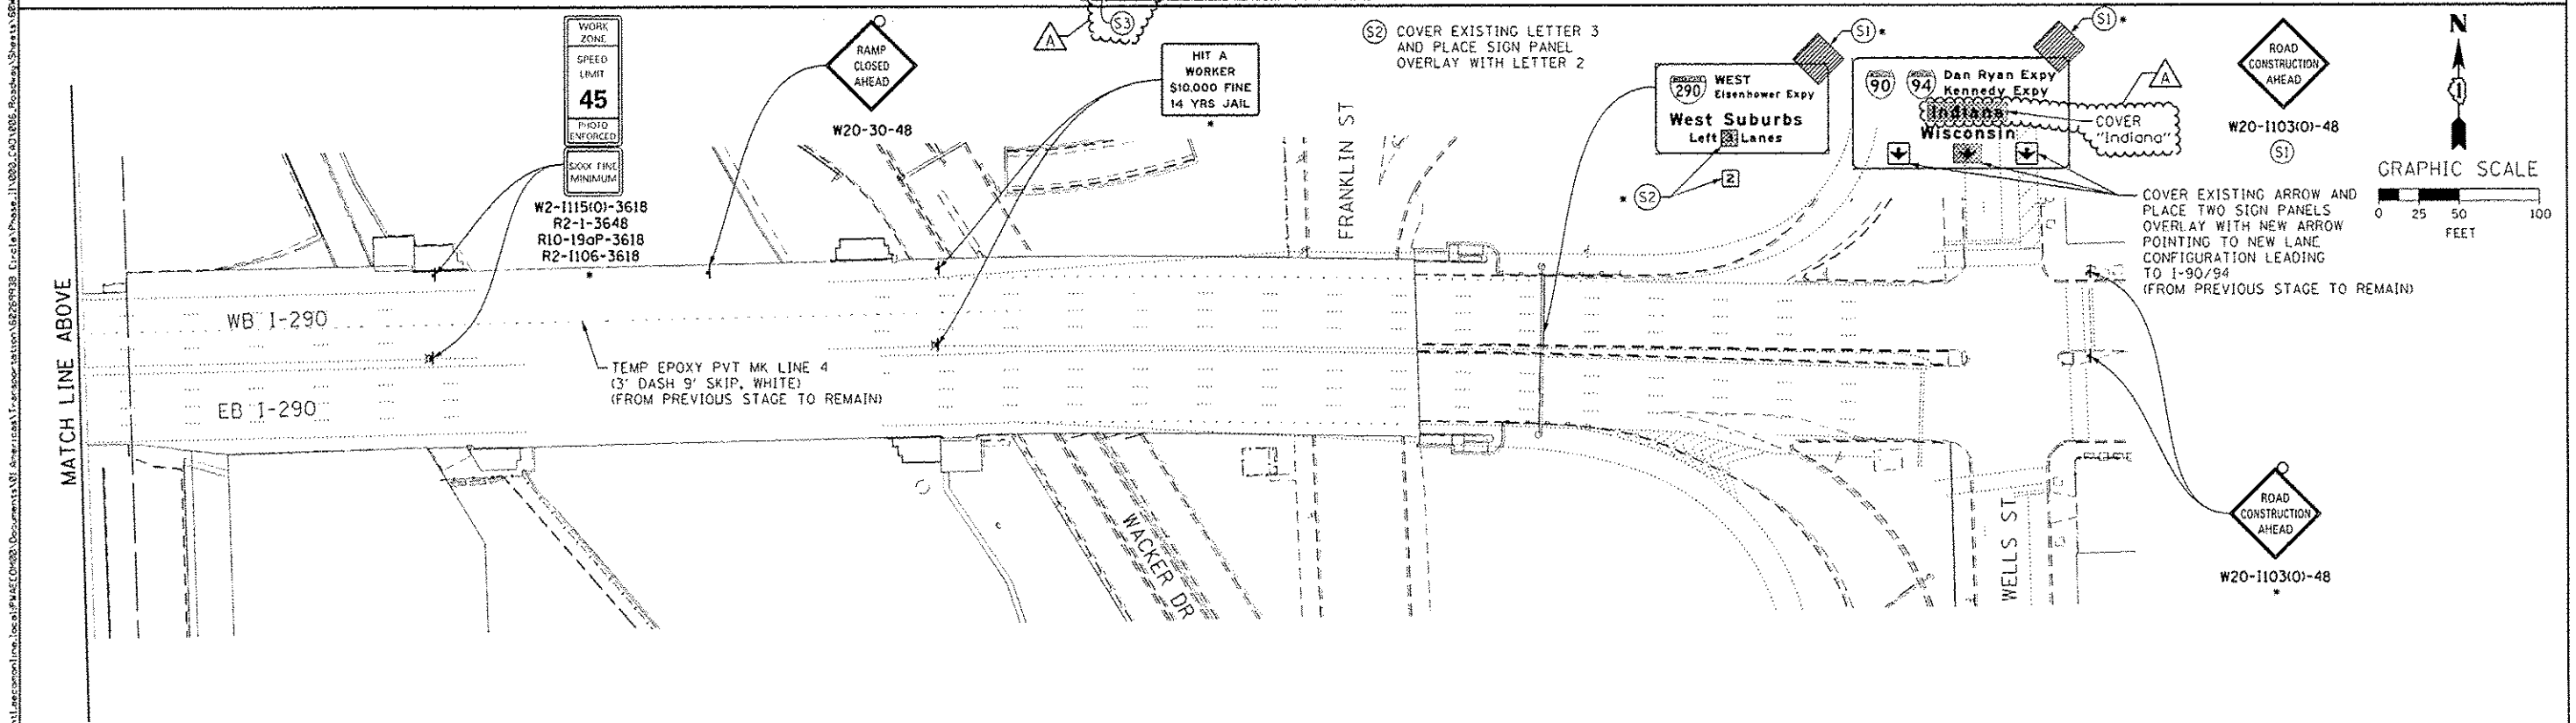 WORK
ZONE
SPEED
LIMIT
45
PHOTO
ENFORCED
$XXX FINE
MINIMUM
W2-I115(O)-3618
R2-1-3648
R10-19aP-3618
R2-I106-3618
*
RAMP
CLOSED
AHEAD
W20-30-48
A
S3
HIT A
WORKER
$10,000 FINE
14 YRS JAIL
*
S2 COVER EXISTING LETTER 3
AND PLACE SIGN PANEL
OVERLAY WITH LETTER 2
FRANKLIN ST
S1 *
290 WEST
Eisenhower Expy
West Suburbs
Left 3 Lanes
* S2
2
S1 *
90 94 Dan Ryan Expy
Kennedy Expy
Indiana
Wisconsin
A
COVER
"Indiana"
COVER EXISTING ARROW AND
PLACE TWO SIGN PANELS
OVERLAY WITH NEW ARROW
POINTING TO NEW LANE
CONFIGURATION LEADING
TO I-90/94
(FROM PREVIOUS STAGE TO REMAIN)
ROAD
CONSTRUCTION
AHEAD
W20-I103(O)-48
S1
N
GRAPHIC SCALE
0 25 50 100
FEET
MATCH LINE ABOVE
WB I-290
EB I-290
TEMP EPOXY PVT MK LINE 4
(3' DASH 9' SKIP, WHITE)
(FROM PREVIOUS STAGE TO REMAIN)
WACKER DR
WELLS ST
ROAD
CONSTRUCTION
AHEAD
W20-I103(O)-48
*